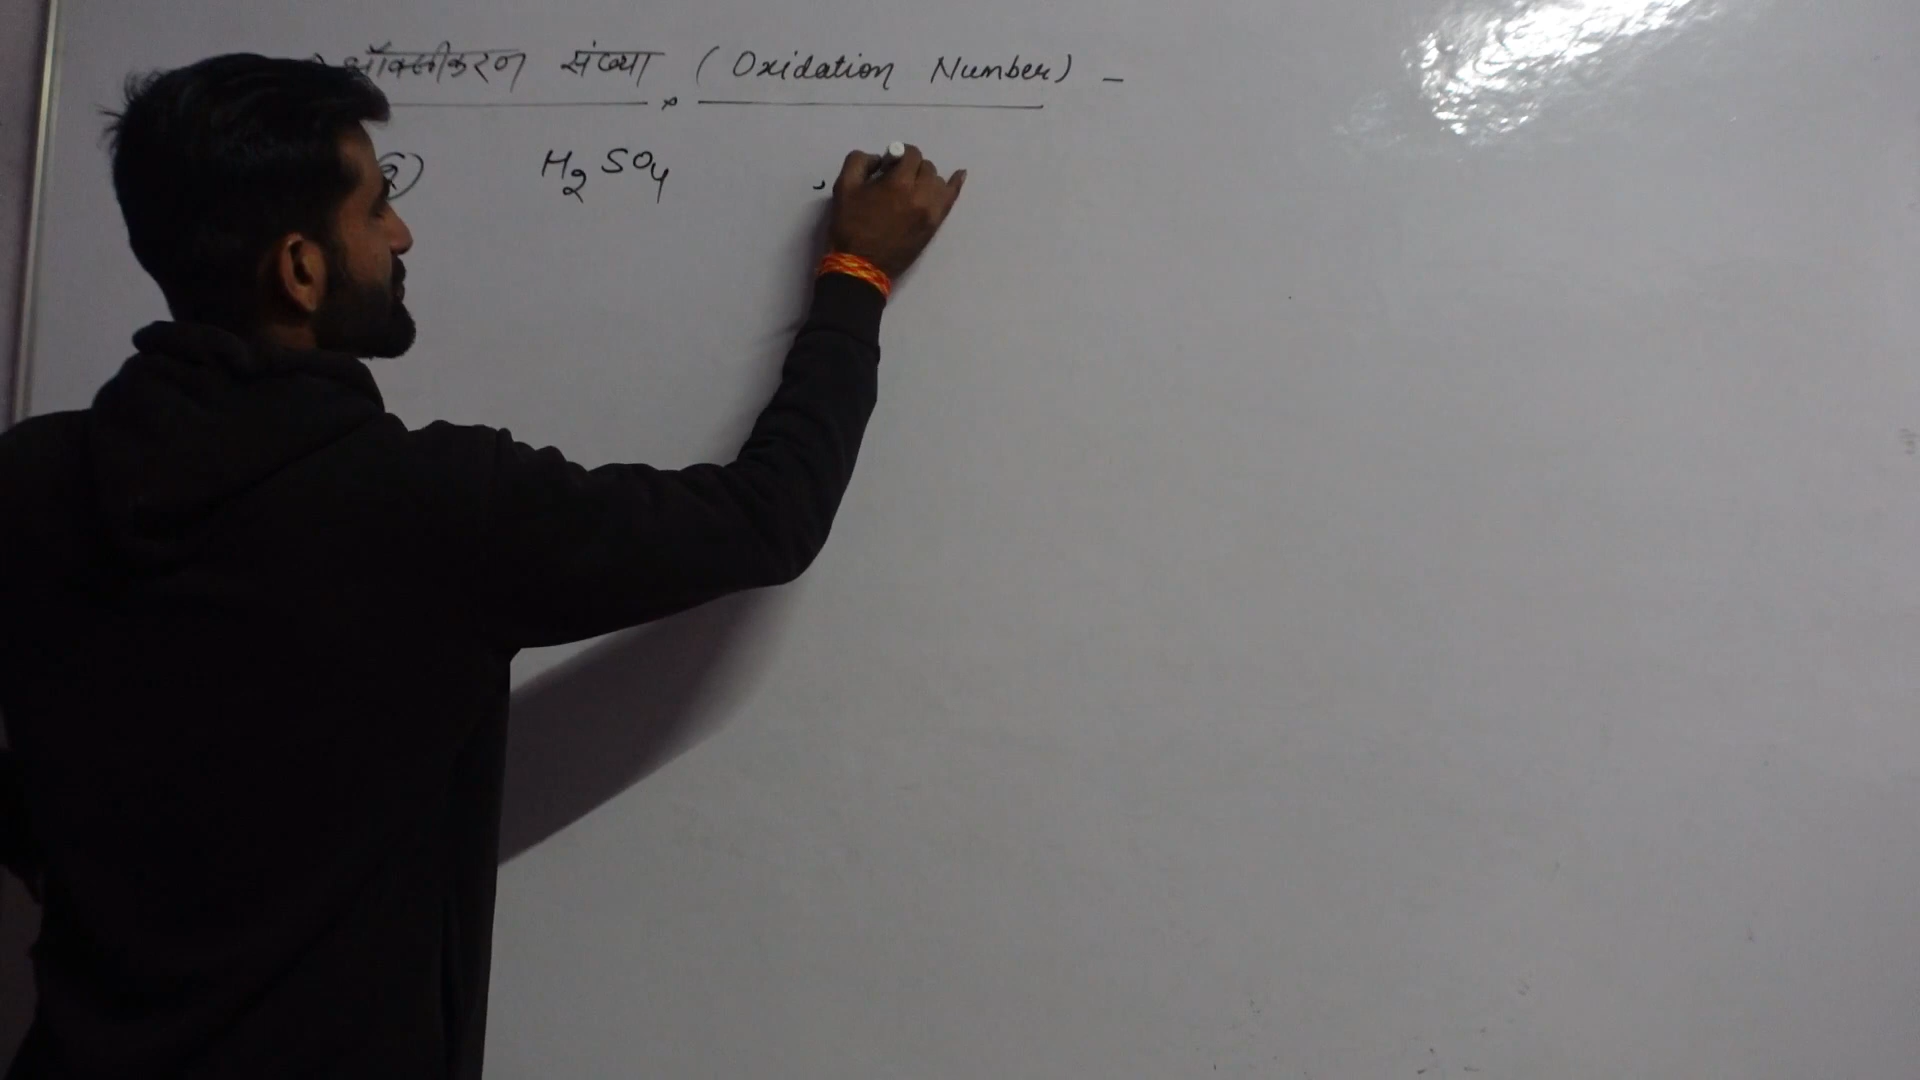 ऑक्सीकरण संख्या (Oxidation Number) -
H2SO4 ,